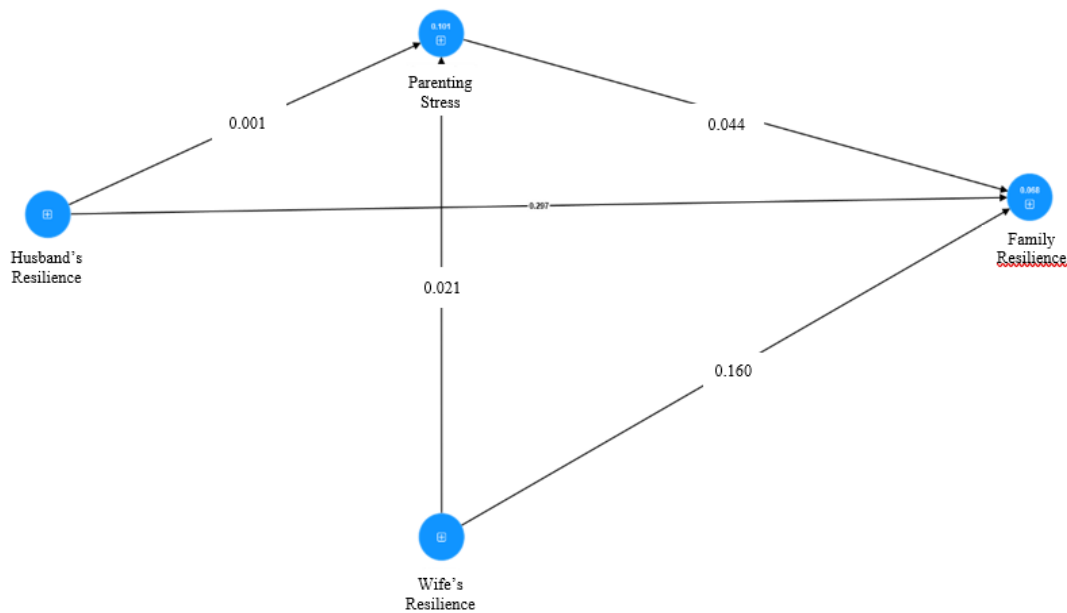 0.101
Parenting
Stress
0.001
0.044
0.068
0.297
Family
Resilience
Husband's
Resilience
0.021
0.160
Wife's
Resilience